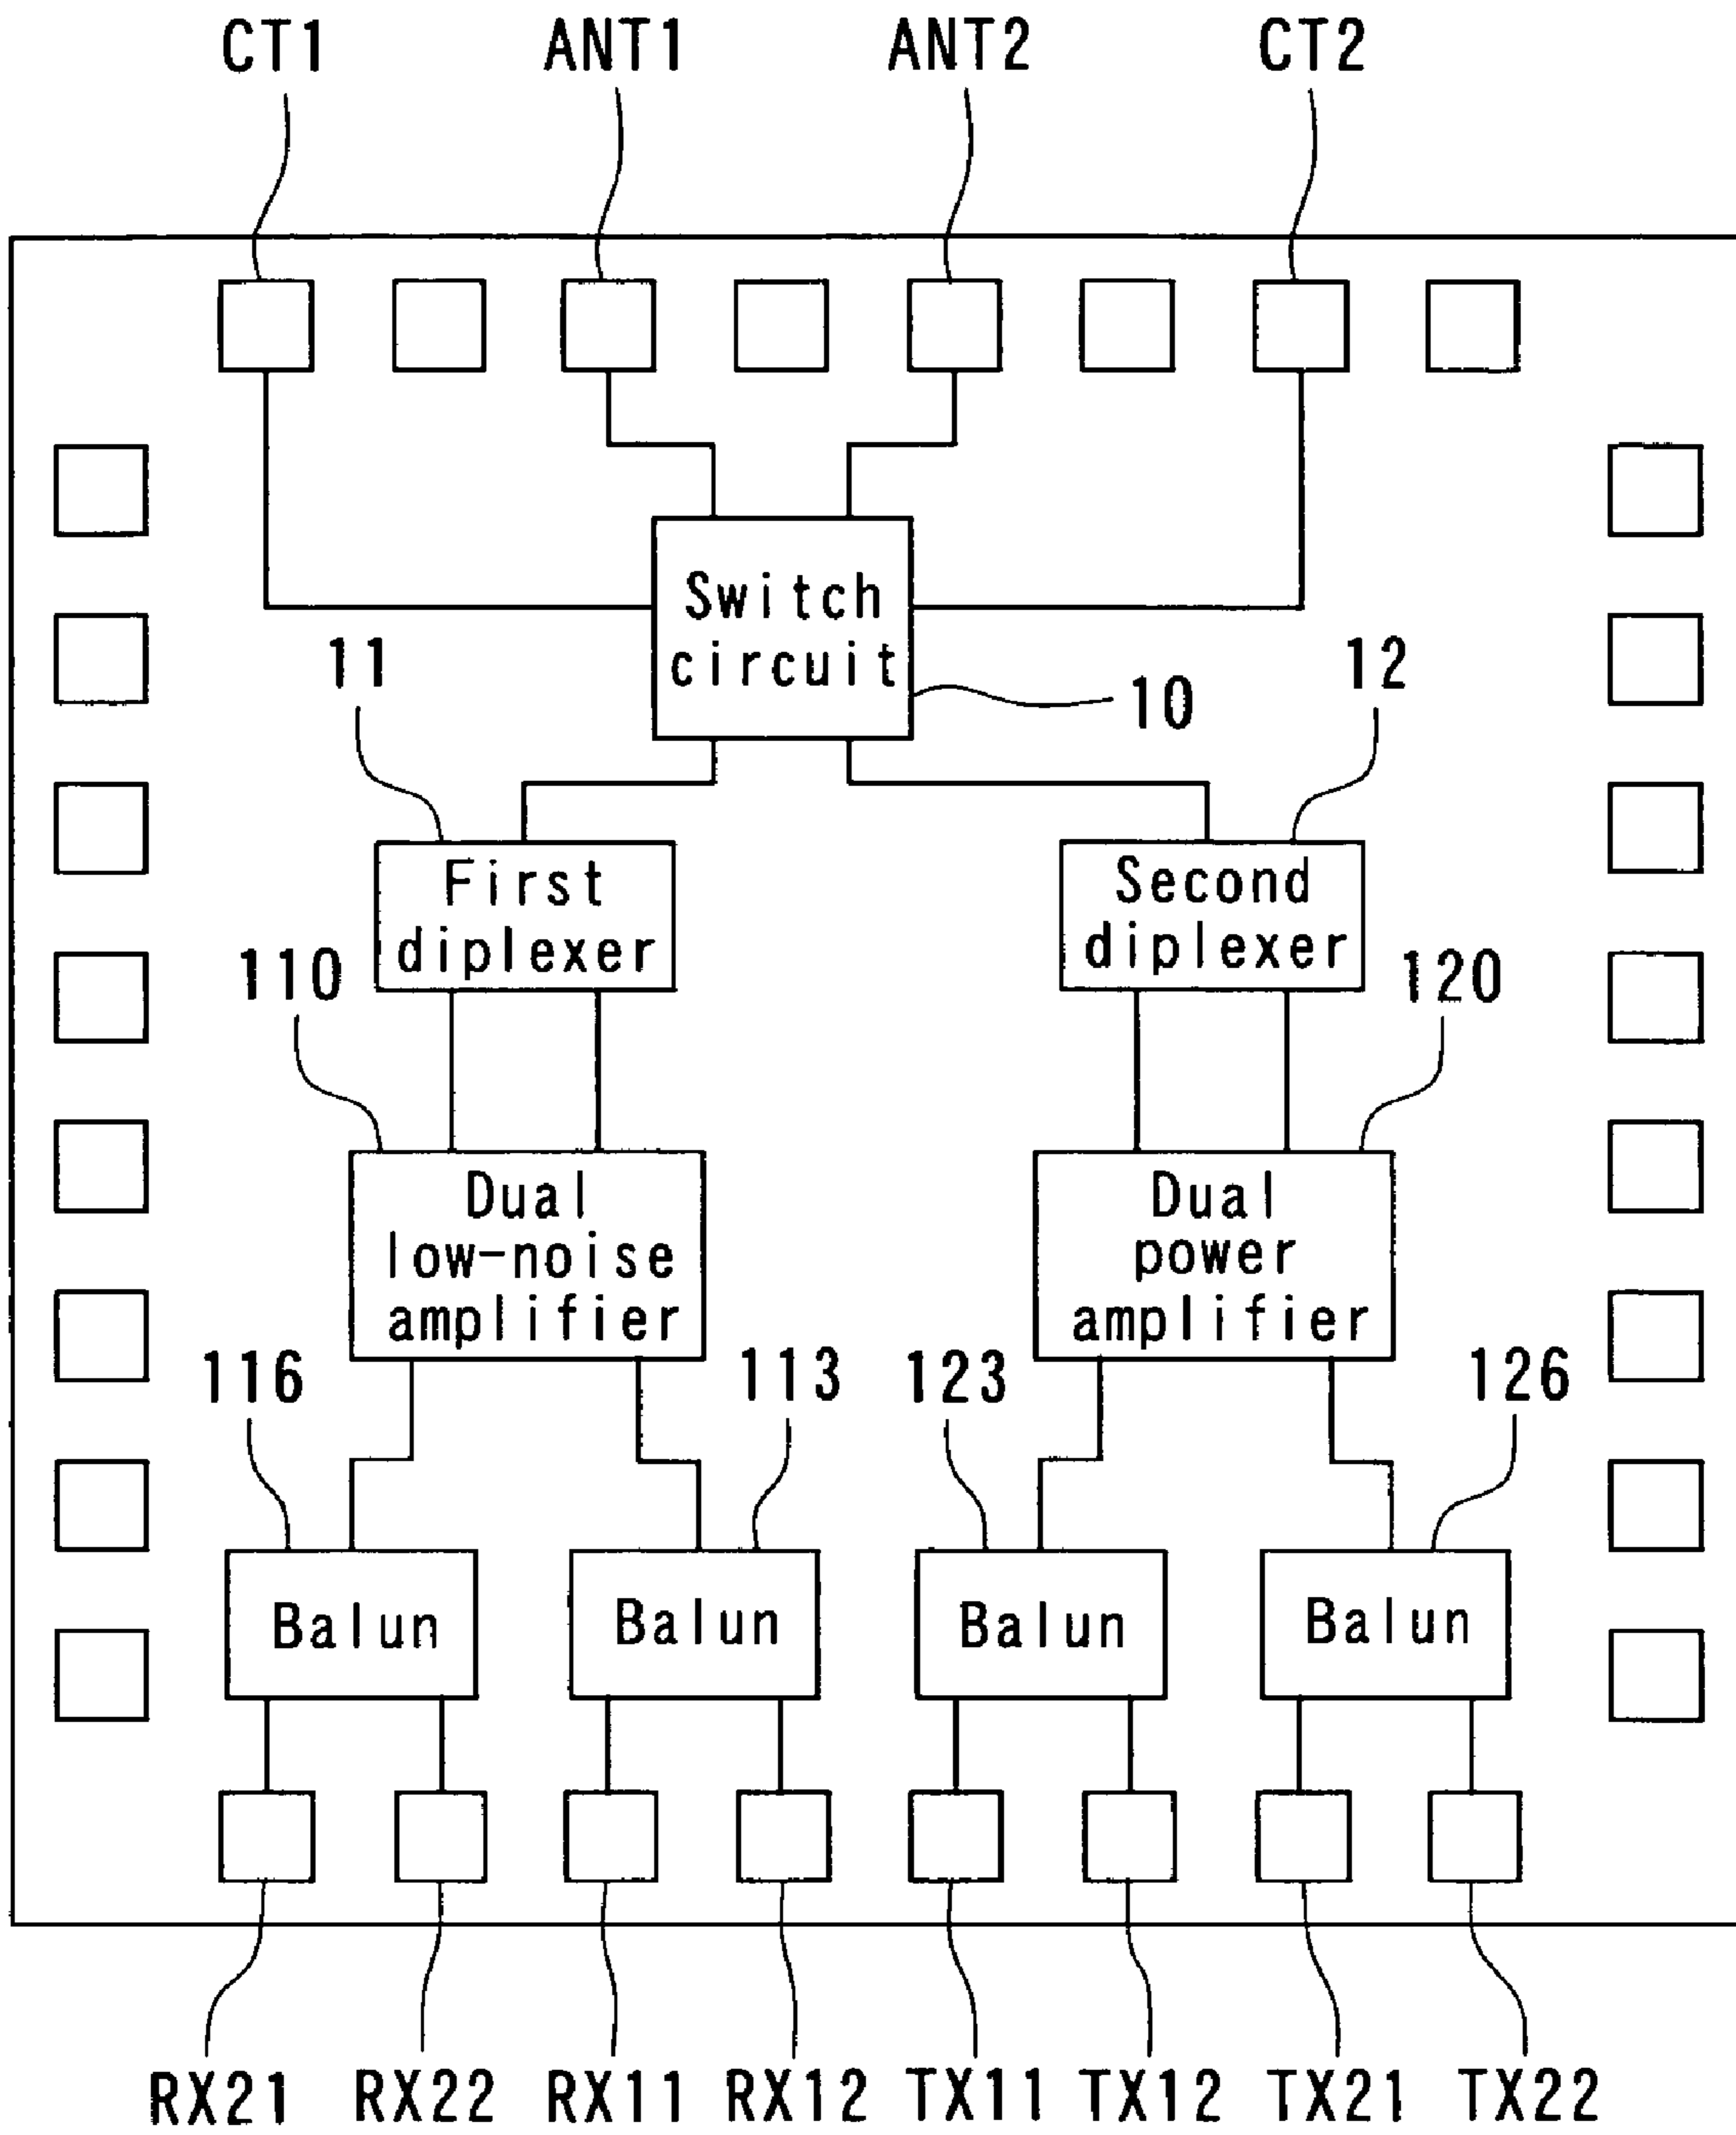 CT1 ANT1 ANT2 CT2
Switch
circuit
11
12
10
First
diplexer
Second
diplexer
110
120
Dual
low-noise
amplifier
Dual
power
amplifier
116
113
123
126
Balun
Balun
Balun
Balun
RX21 RX22 RX11 RX12 TX11 TX12 TX21 TX22